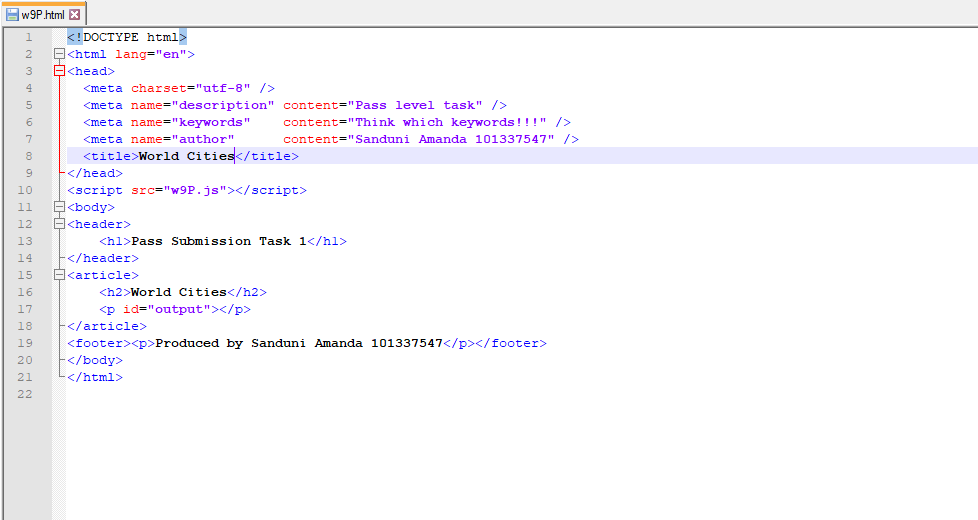 w9P.html
1 <!DOCTYPE html>
2 <html lang="en">
3 <head>
4   <meta charset="utf-8" />
5   <meta name="description" content="Pass level task" />
6   <meta name="keywords"    content="Think which keywords!!!" />
7   <meta name="author"      content="Sanduni Amanda 101337547" />
8   <title>World Cities</title>
9 </head>
10 <script src="w9P.js"></script>
11 <body>
12 <header>
13     <h1>Pass Submission Task 1</h1>
14 </header>
15 <article>
16     <h2>World Cities</h2>
17     <p id="output"></p>
18 </article>
19 <footer><p>Produced by Sanduni Amanda 101337547</p></footer>
20 </body>
21 </html>
22